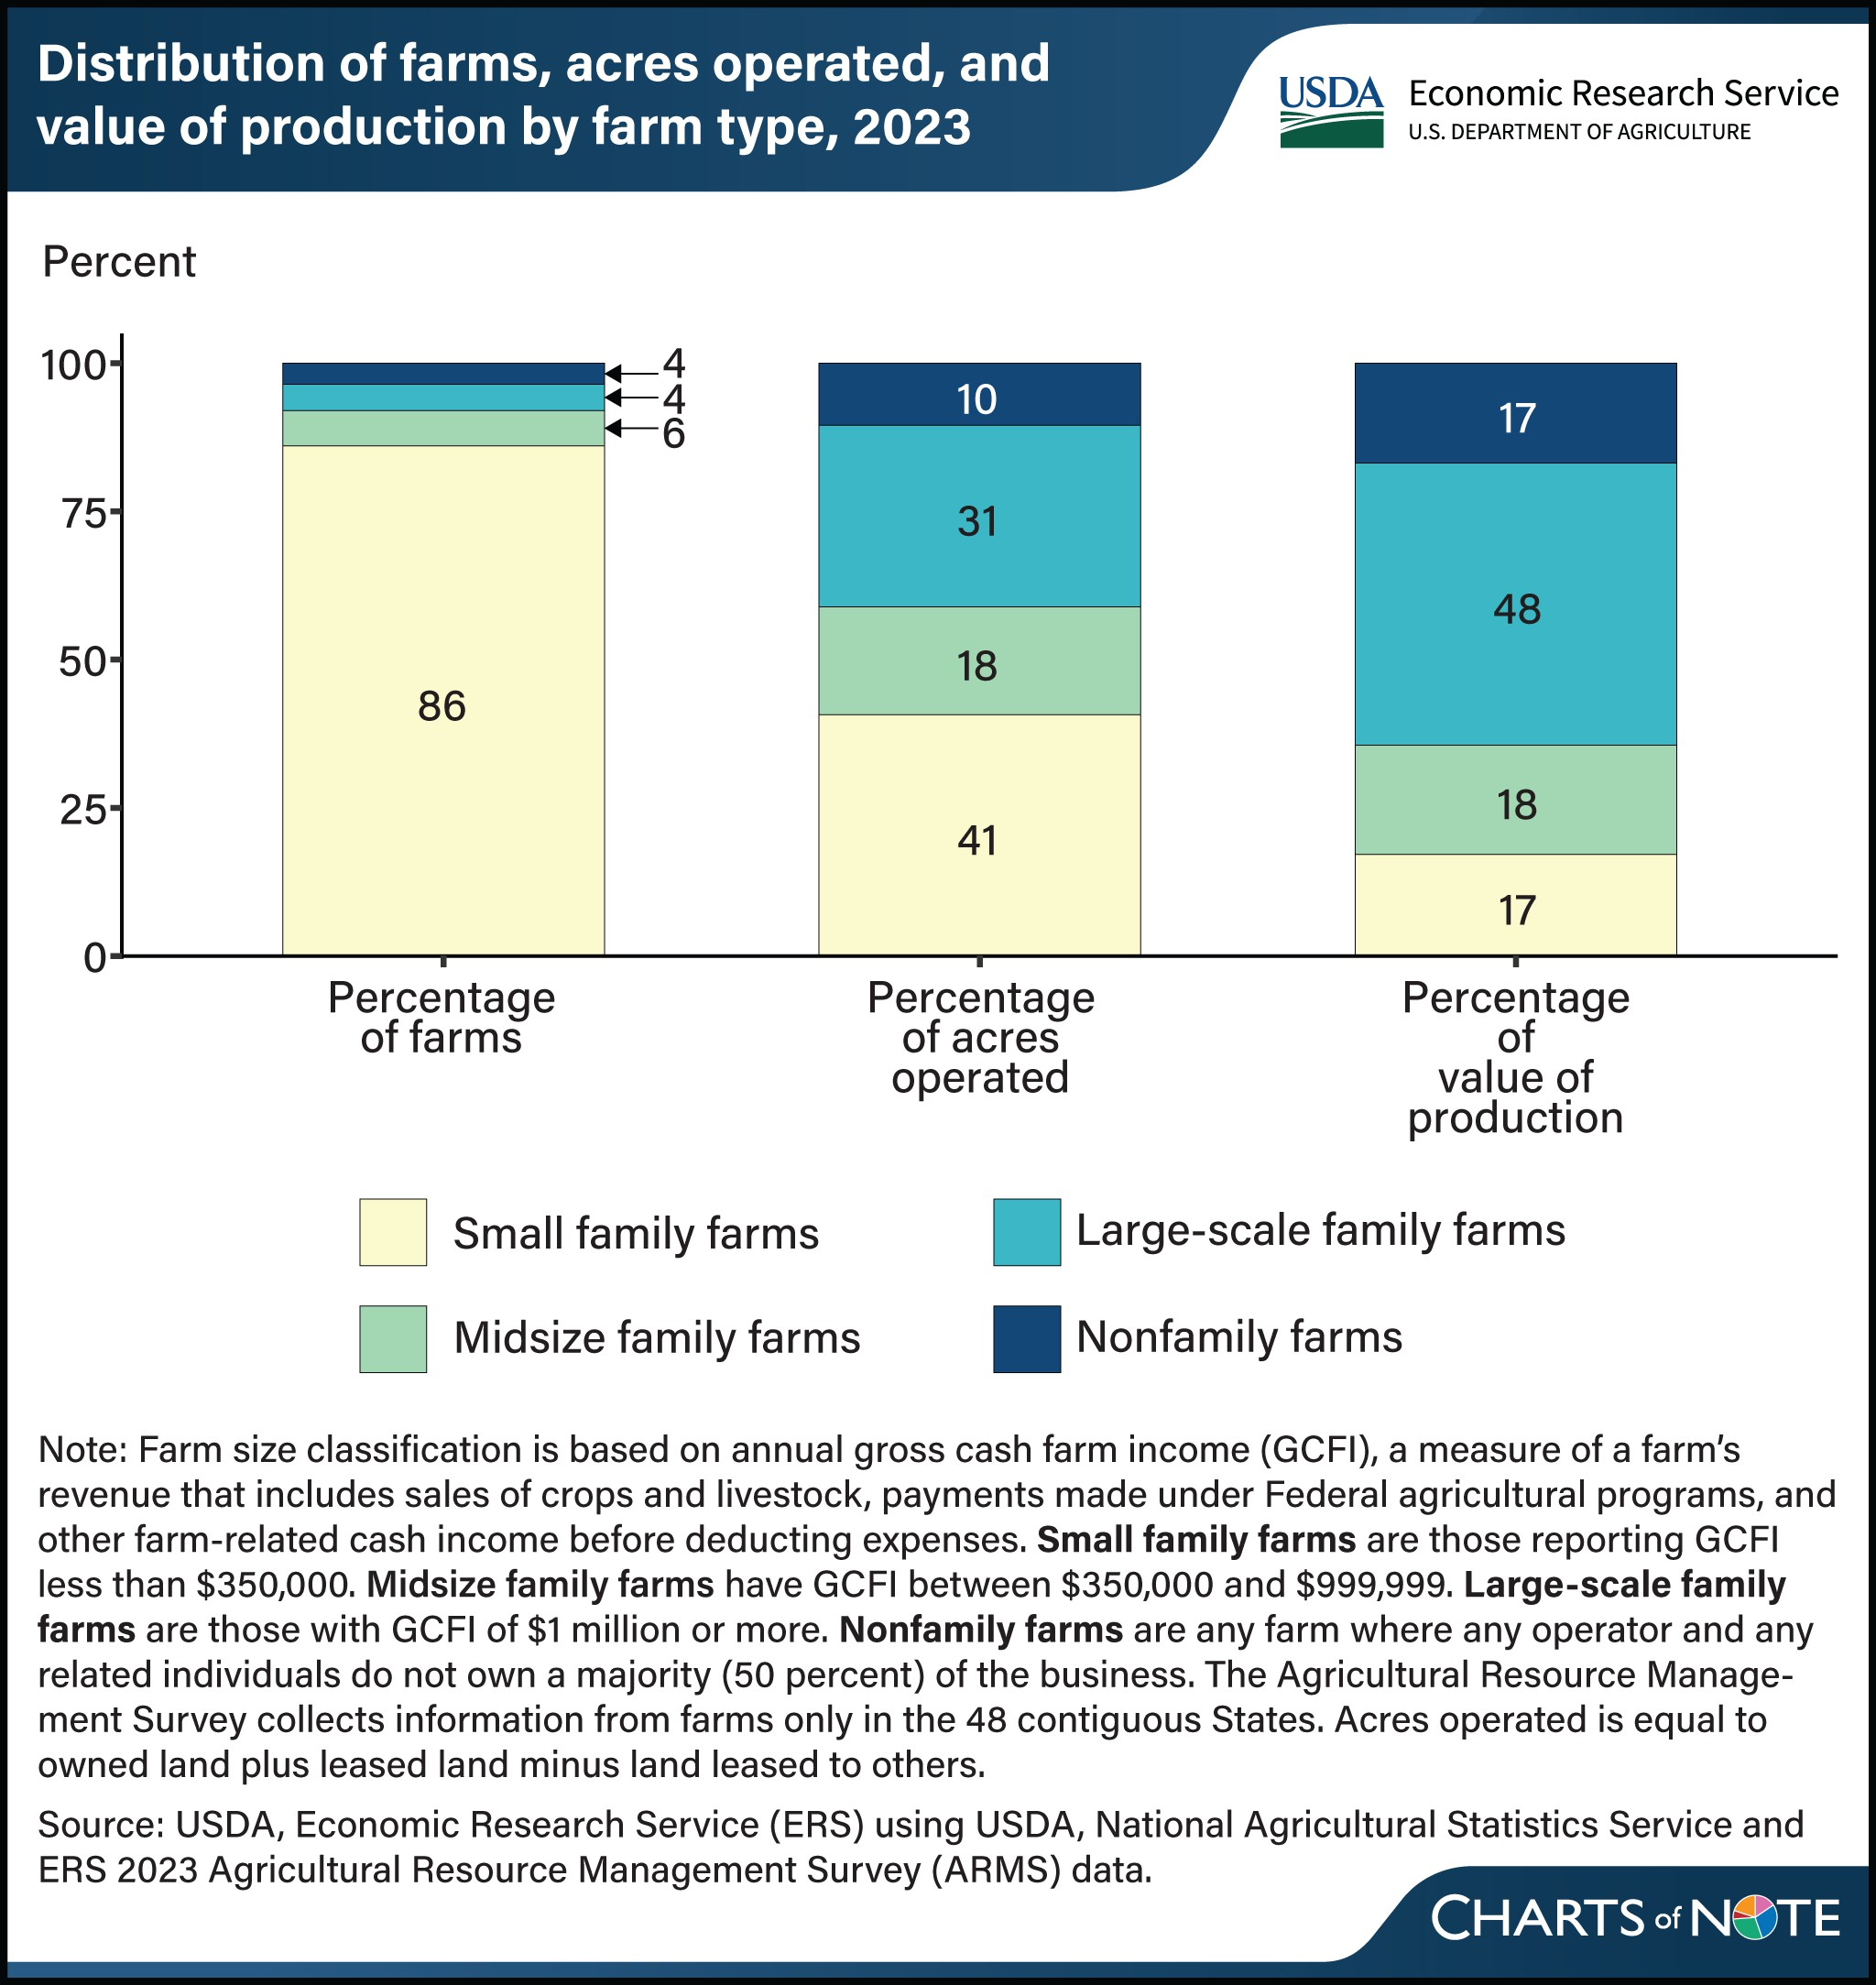 Distribution of farms, acres operated, and
value of production by farm type, 2023
USDA
Economic Research Service
U.S. DEPARTMENT OF AGRICULTURE
Percent
100
75
50
25
0
4
4
6
86
10
31
18
41
17
48
18
17
Percentage
of farms
Percentage
of acres
operated
Percentage
of
value of
production
Small family farms
Large-scale family farms
Midsize family farms
Nonfamily farms
Note: Farm size classification is based on annual gross cash farm income (GCFI), a measure of a farm’s
revenue that includes sales of crops and livestock, payments made under Federal agricultural programs, and
other farm-related cash income before deducting expenses. Small family farms are those reporting GCFI
less than $350,000. Midsize family farms have GCFI between $350,000 and $999,999. Large-scale family
farms are those with GCFI of $1 million or more. Nonfamily farms are any farm where any operator and any
related individuals do not own a majority (50 percent) of the business. The Agricultural Resource Manage-
ment Survey collects information from farms only in the 48 contiguous States. Acres operated is equal to
owned land plus leased land minus land leased to others.
Source: USDA, Economic Research Service (ERS) using USDA, National Agricultural Statistics Service and
ERS 2023 Agricultural Resource Management Survey (ARMS) data.
CHARTS of NOTE